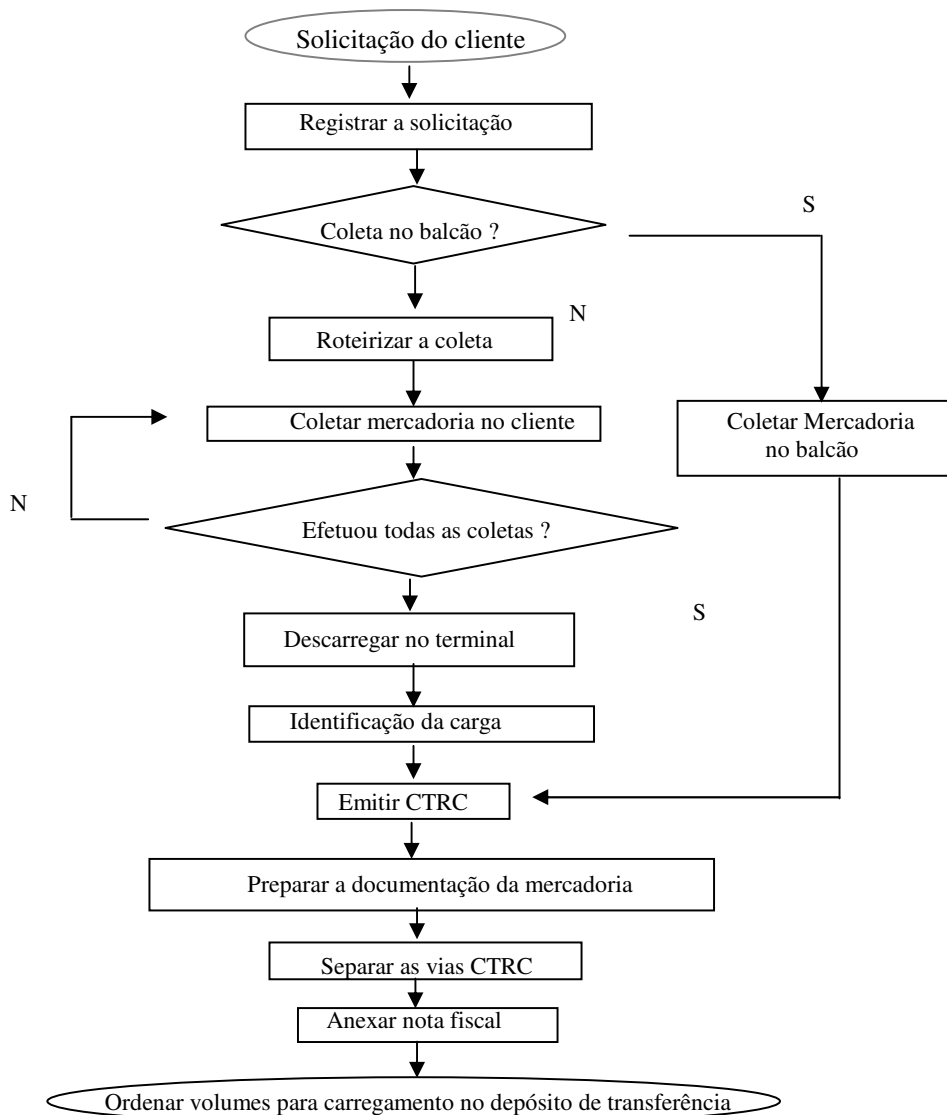 Solicitação do cliente
Registrar a solicitação
S
Coleta no balcão ?
N
Roteirizar a coleta
Coletar mercadoria no cliente
Coletar Mercadoria
no balcão
N
Efetuou todas as coletas ?
S
Descarregar no terminal
Identificação da carga
Emitir CTRC
Preparar a documentação da mercadoria
Separar as vias CTRC
Anexar nota fiscal
Ordenar volumes para carregamento no depósito de transferência